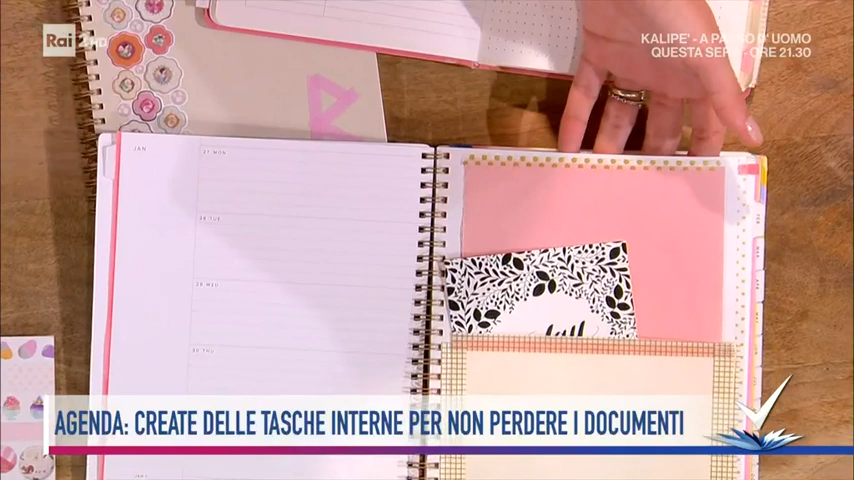 Rai 2 HD
KALIPE' - A PASSO D' UOMO
QUESTA SERA - ORE 21.30
JAN
27 MON
28 TUE
29 WED
30 THU
AGENDA: CREATE DELLE TASCHE INTERNE PER NON PERDERE I DOCUMENTI